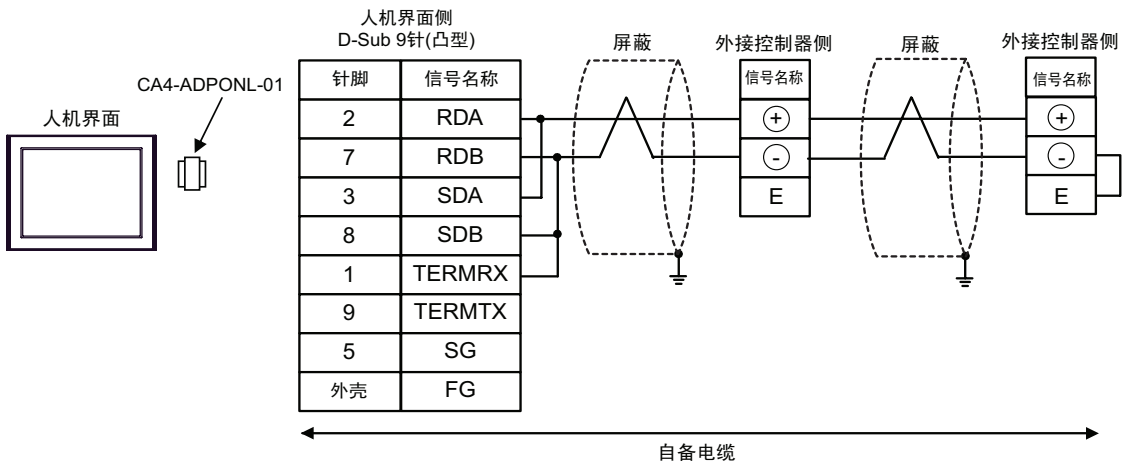 人机界面
CA4-ADPONL-01
人机界面侧
D-Sub 9针(凸型)
针脚 信号名称
2 RDA
7 RDB
3 SDA
8 SDB
1 TERMRX
9 TERMTX
5 SG
外壳 FG
屏蔽
外接控制器侧
信号名称
+
-
E
屏蔽
外接控制器侧
信号名称
+
-
E
自备电缆